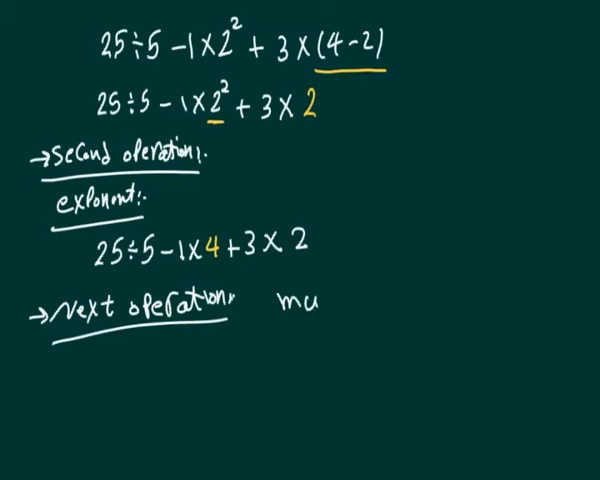 25÷5-1×2²+3×(4-2)
25÷5-1×2²+3×2
→Second operation:
exponent:
25÷5-1×4+3×2
→Next operation: mu